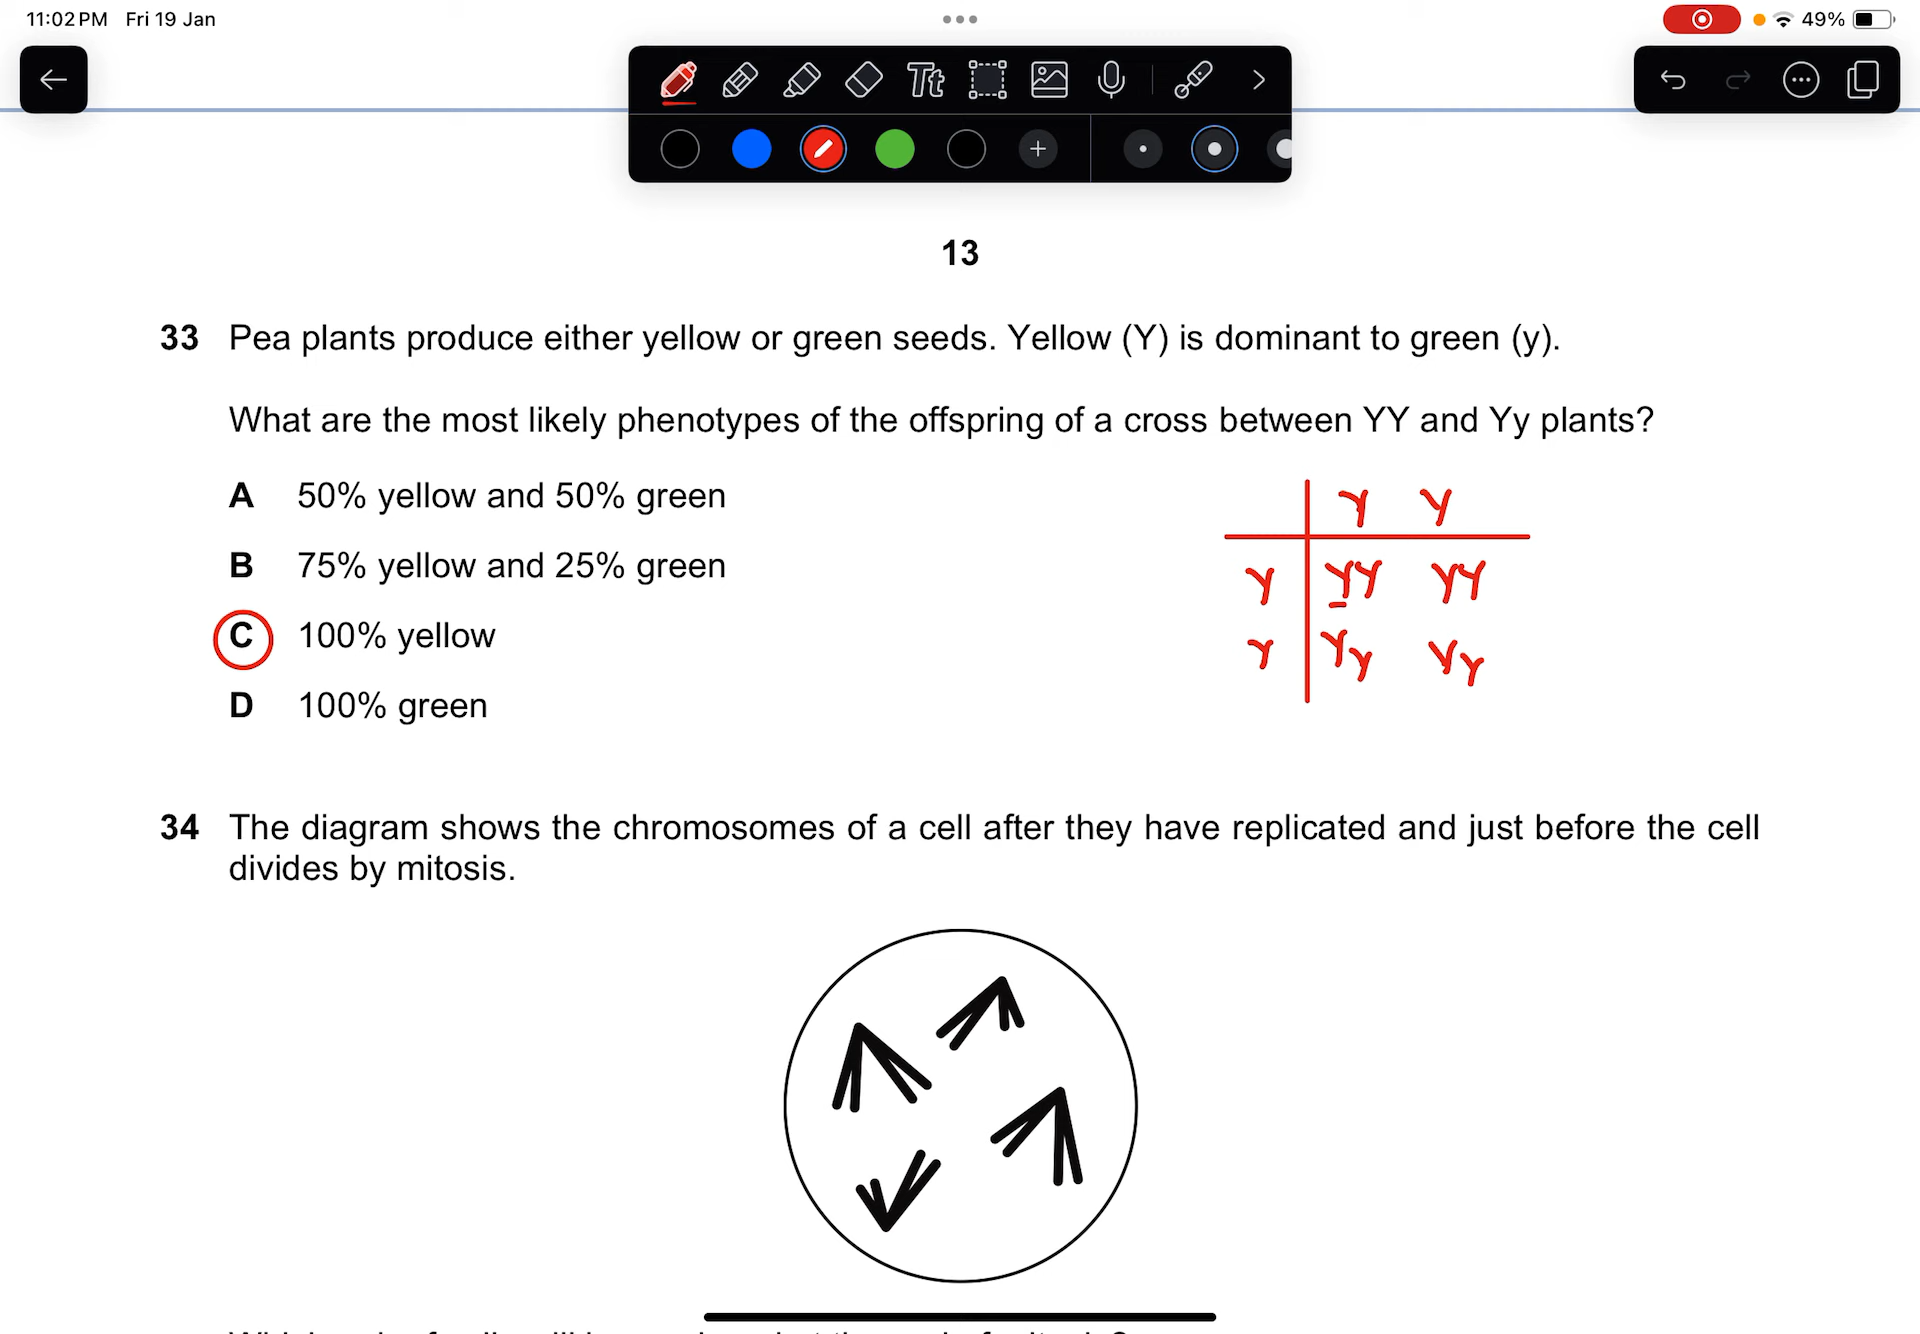 11:02 PM Fri 19 Jan
49%
Tt
13
33 Pea plants produce either yellow or green seeds. Yellow (Y) is dominant to green (y).
What are the most likely phenotypes of the offspring of a cross between YY and Yy plants?
A 50% yellow and 50% green
B 75% yellow and 25% green
C 100% yellow
D 100% green
Y Y
Y YY YY
y Yy Yy
34 The diagram shows the chromosomes of a cell after they have replicated and just before the cell
divides by mitosis.